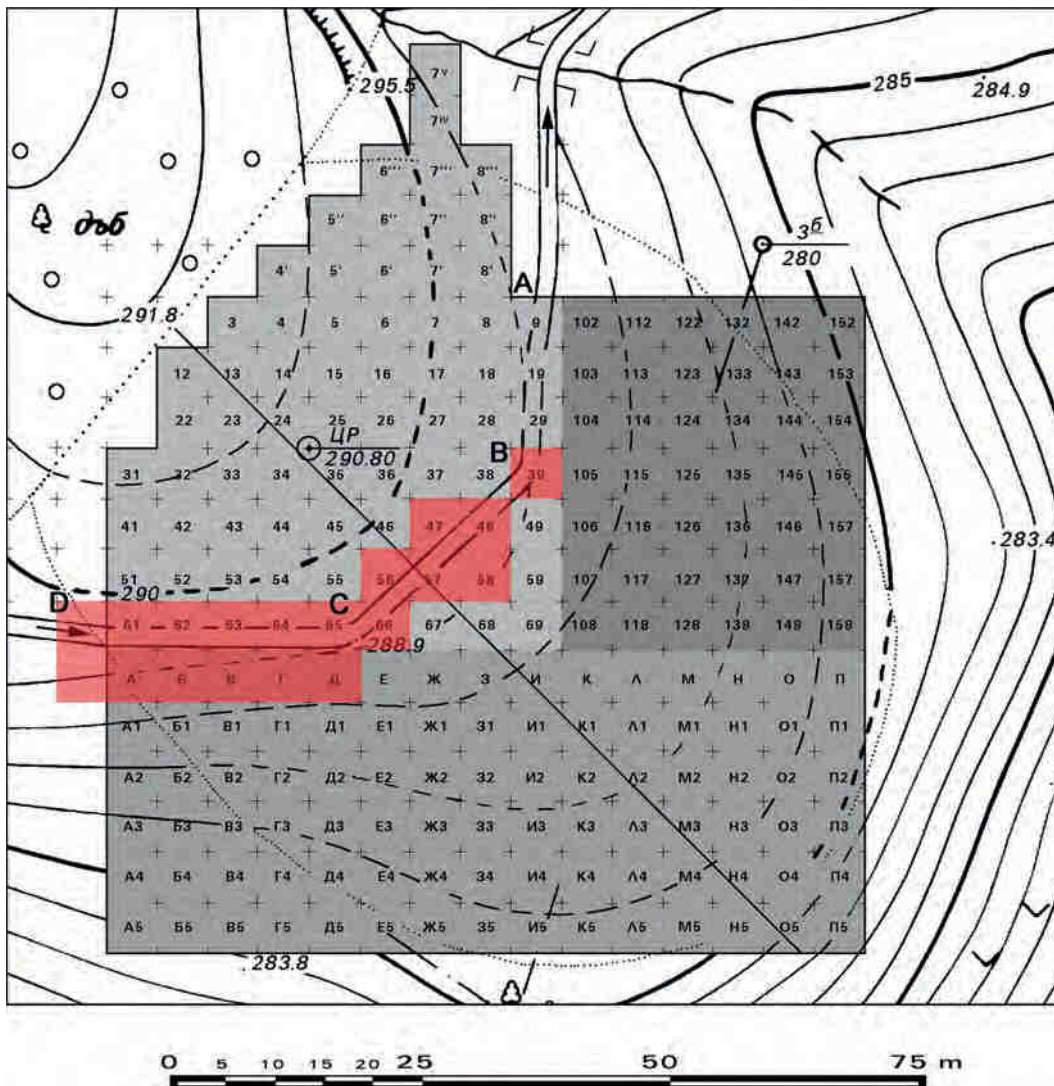 7ᵛ
295.5
285
284.9
7ᴵⱽ
6''' 7''' 8'''
дъб
5'' 6'' 7'' 8''
3б
280
4' 5' 6' 7' 8'
A
291.8
3 4 5 6 7 8 9 102 112 122 132 142 152
12 13 14 15 16 17 18 19 103 113 123 133 143 153
22 23 24 25 26 27 28 29 104 114 124 134 144 154
ЦР
290.80
B
31 32 33 34 35 36 37 38 39 105 115 125 135 145 155
41 42 43 44 45 46 47 48 49 106 116 126 136 146 157
283.4
51 52 53 54 55 56 57 58 59 107 117 127 137 147 157
290
D
C
61 62 63 64 65 66 67 68 69 108 118 128 138 148 158
288.9
А Б В Г Д Е Ж З И К Л М Н О П
А1 Б1 В1 Г1 Д1 Е1 Ж1 З1 И1 К1 Л1 М1 Н1 О1 П1
А2 Б2 В2 Г2 Д2 Е2 Ж2 З2 И2 К2 Л2 М2 Н2 О2 П2
А3 Б3 В3 Г3 Д3 Е3 Ж3 З3 И3 К3 Л3 М3 Н3 О3 П3
А4 Б4 В4 Г4 Д4 Е4 Ж4 З4 И4 К4 Л4 М4 Н4 О4 П4
А5 Б5 В5 Г5 Д5 Е5 Ж5 З5 И5 К5 Л5 М5 Н5 О5 П5
283.8
0 5 10 15 20 25 50 75 m